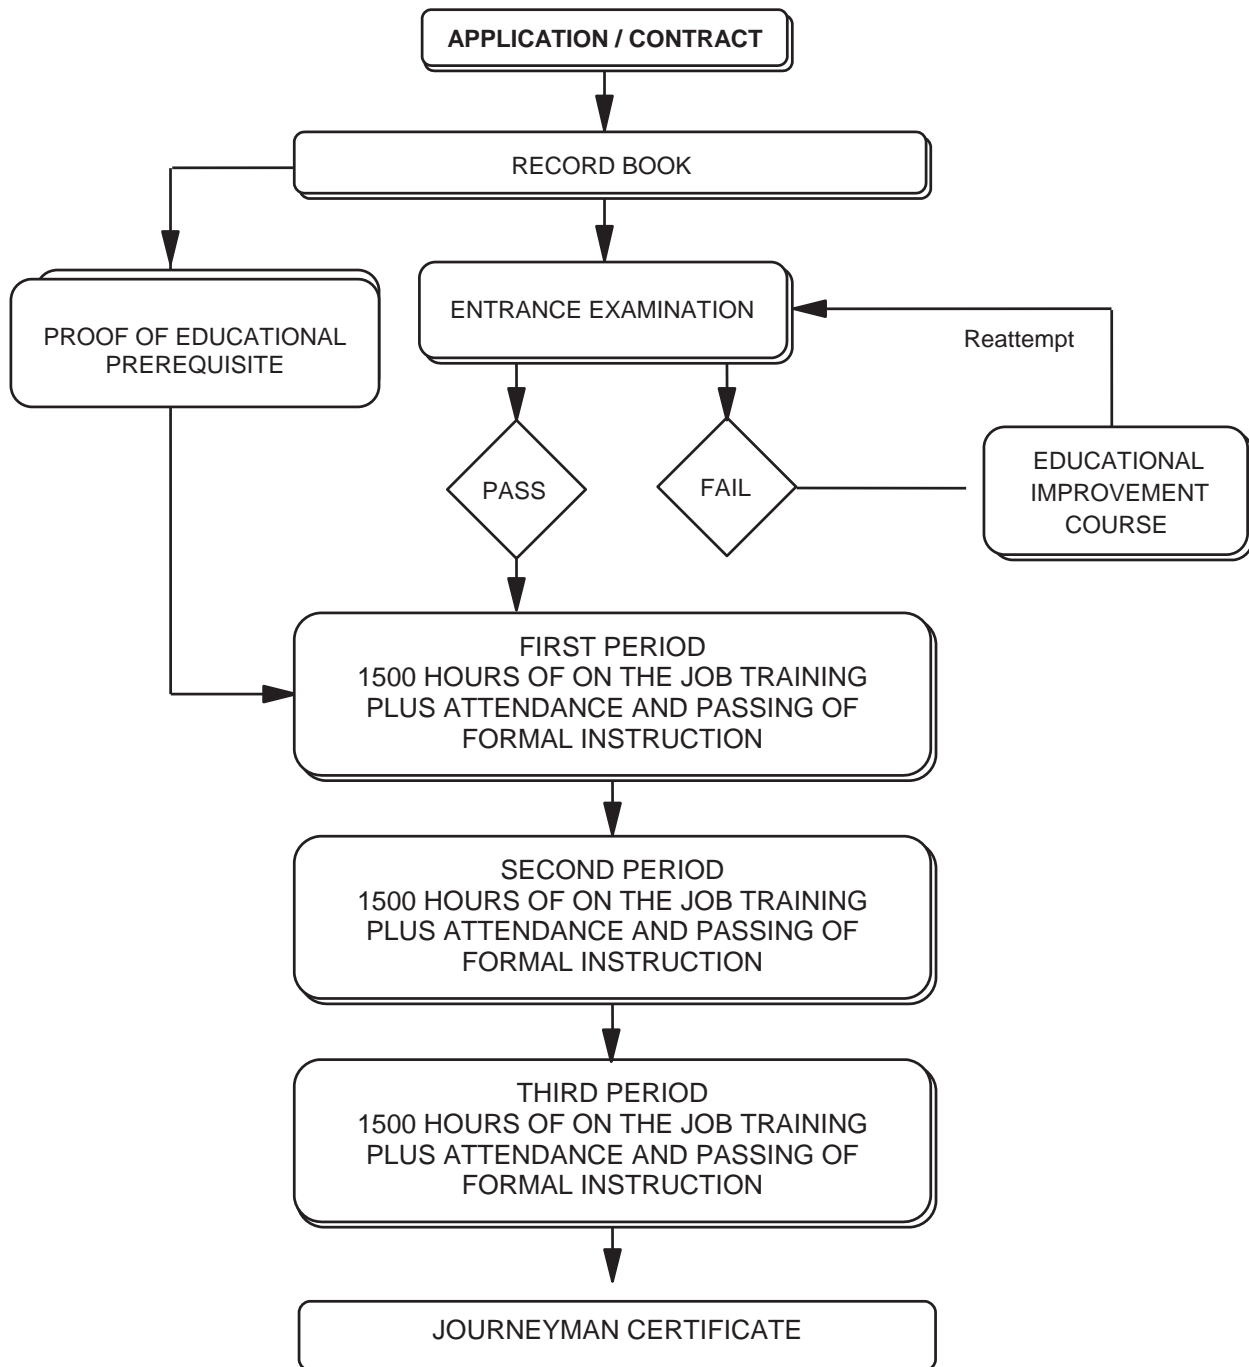 APPLICATION / CONTRACT
RECORD BOOK
PROOF OF EDUCATIONAL
PREREQUISITE
ENTRANCE EXAMINATION
Reattempt
PASS
FAIL
EDUCATIONAL
IMPROVEMENT
COURSE
FIRST PERIOD
1500 HOURS OF ON THE JOB TRAINING
PLUS ATTENDANCE AND PASSING OF
FORMAL INSTRUCTION
SECOND PERIOD
1500 HOURS OF ON THE JOB TRAINING
PLUS ATTENDANCE AND PASSING OF
FORMAL INSTRUCTION
THIRD PERIOD
1500 HOURS OF ON THE JOB TRAINING
PLUS ATTENDANCE AND PASSING OF
FORMAL INSTRUCTION
JOURNEYMAN CERTIFICATE